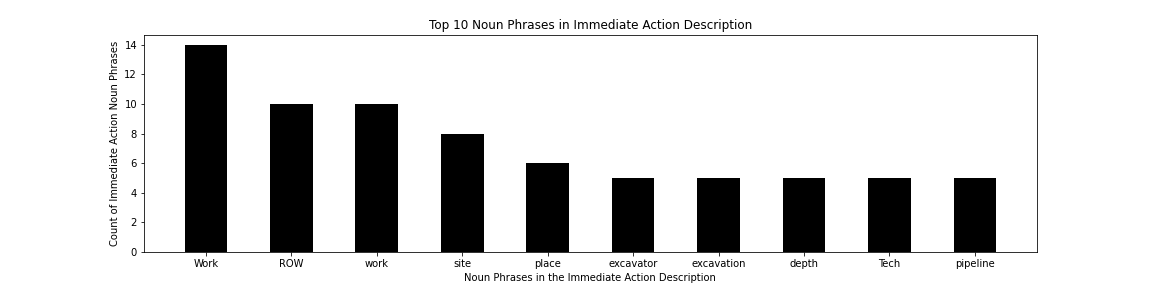 Top 10 Noun Phrases in Immediate Action Description
Count of Immediate Action Noun Phrases
14
12
10
8
6
4
2
0
Work ROW work site place excavator excavation depth Tech pipeline
Noun Phrases in the Immediate Action Description